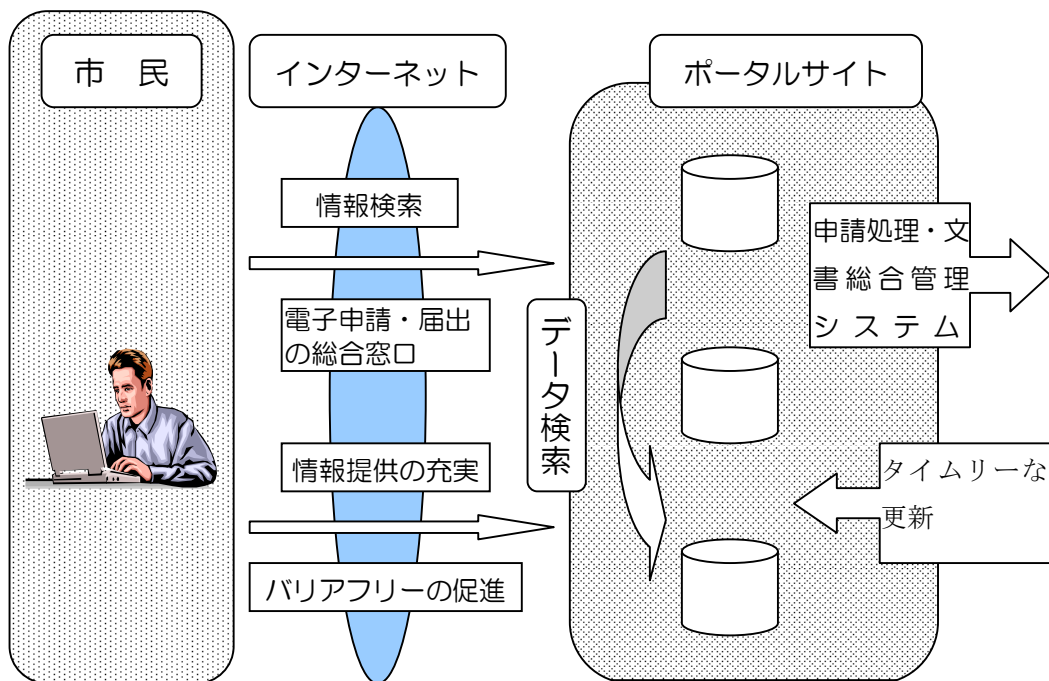 市　民
インターネット
ポータルサイト
情報検索
電子申請・届出
の総合窓口
情報提供の充実
バリアフリーの促進
データ検索
申請処理・文
書総合管理
システム
タイムリーな
更新